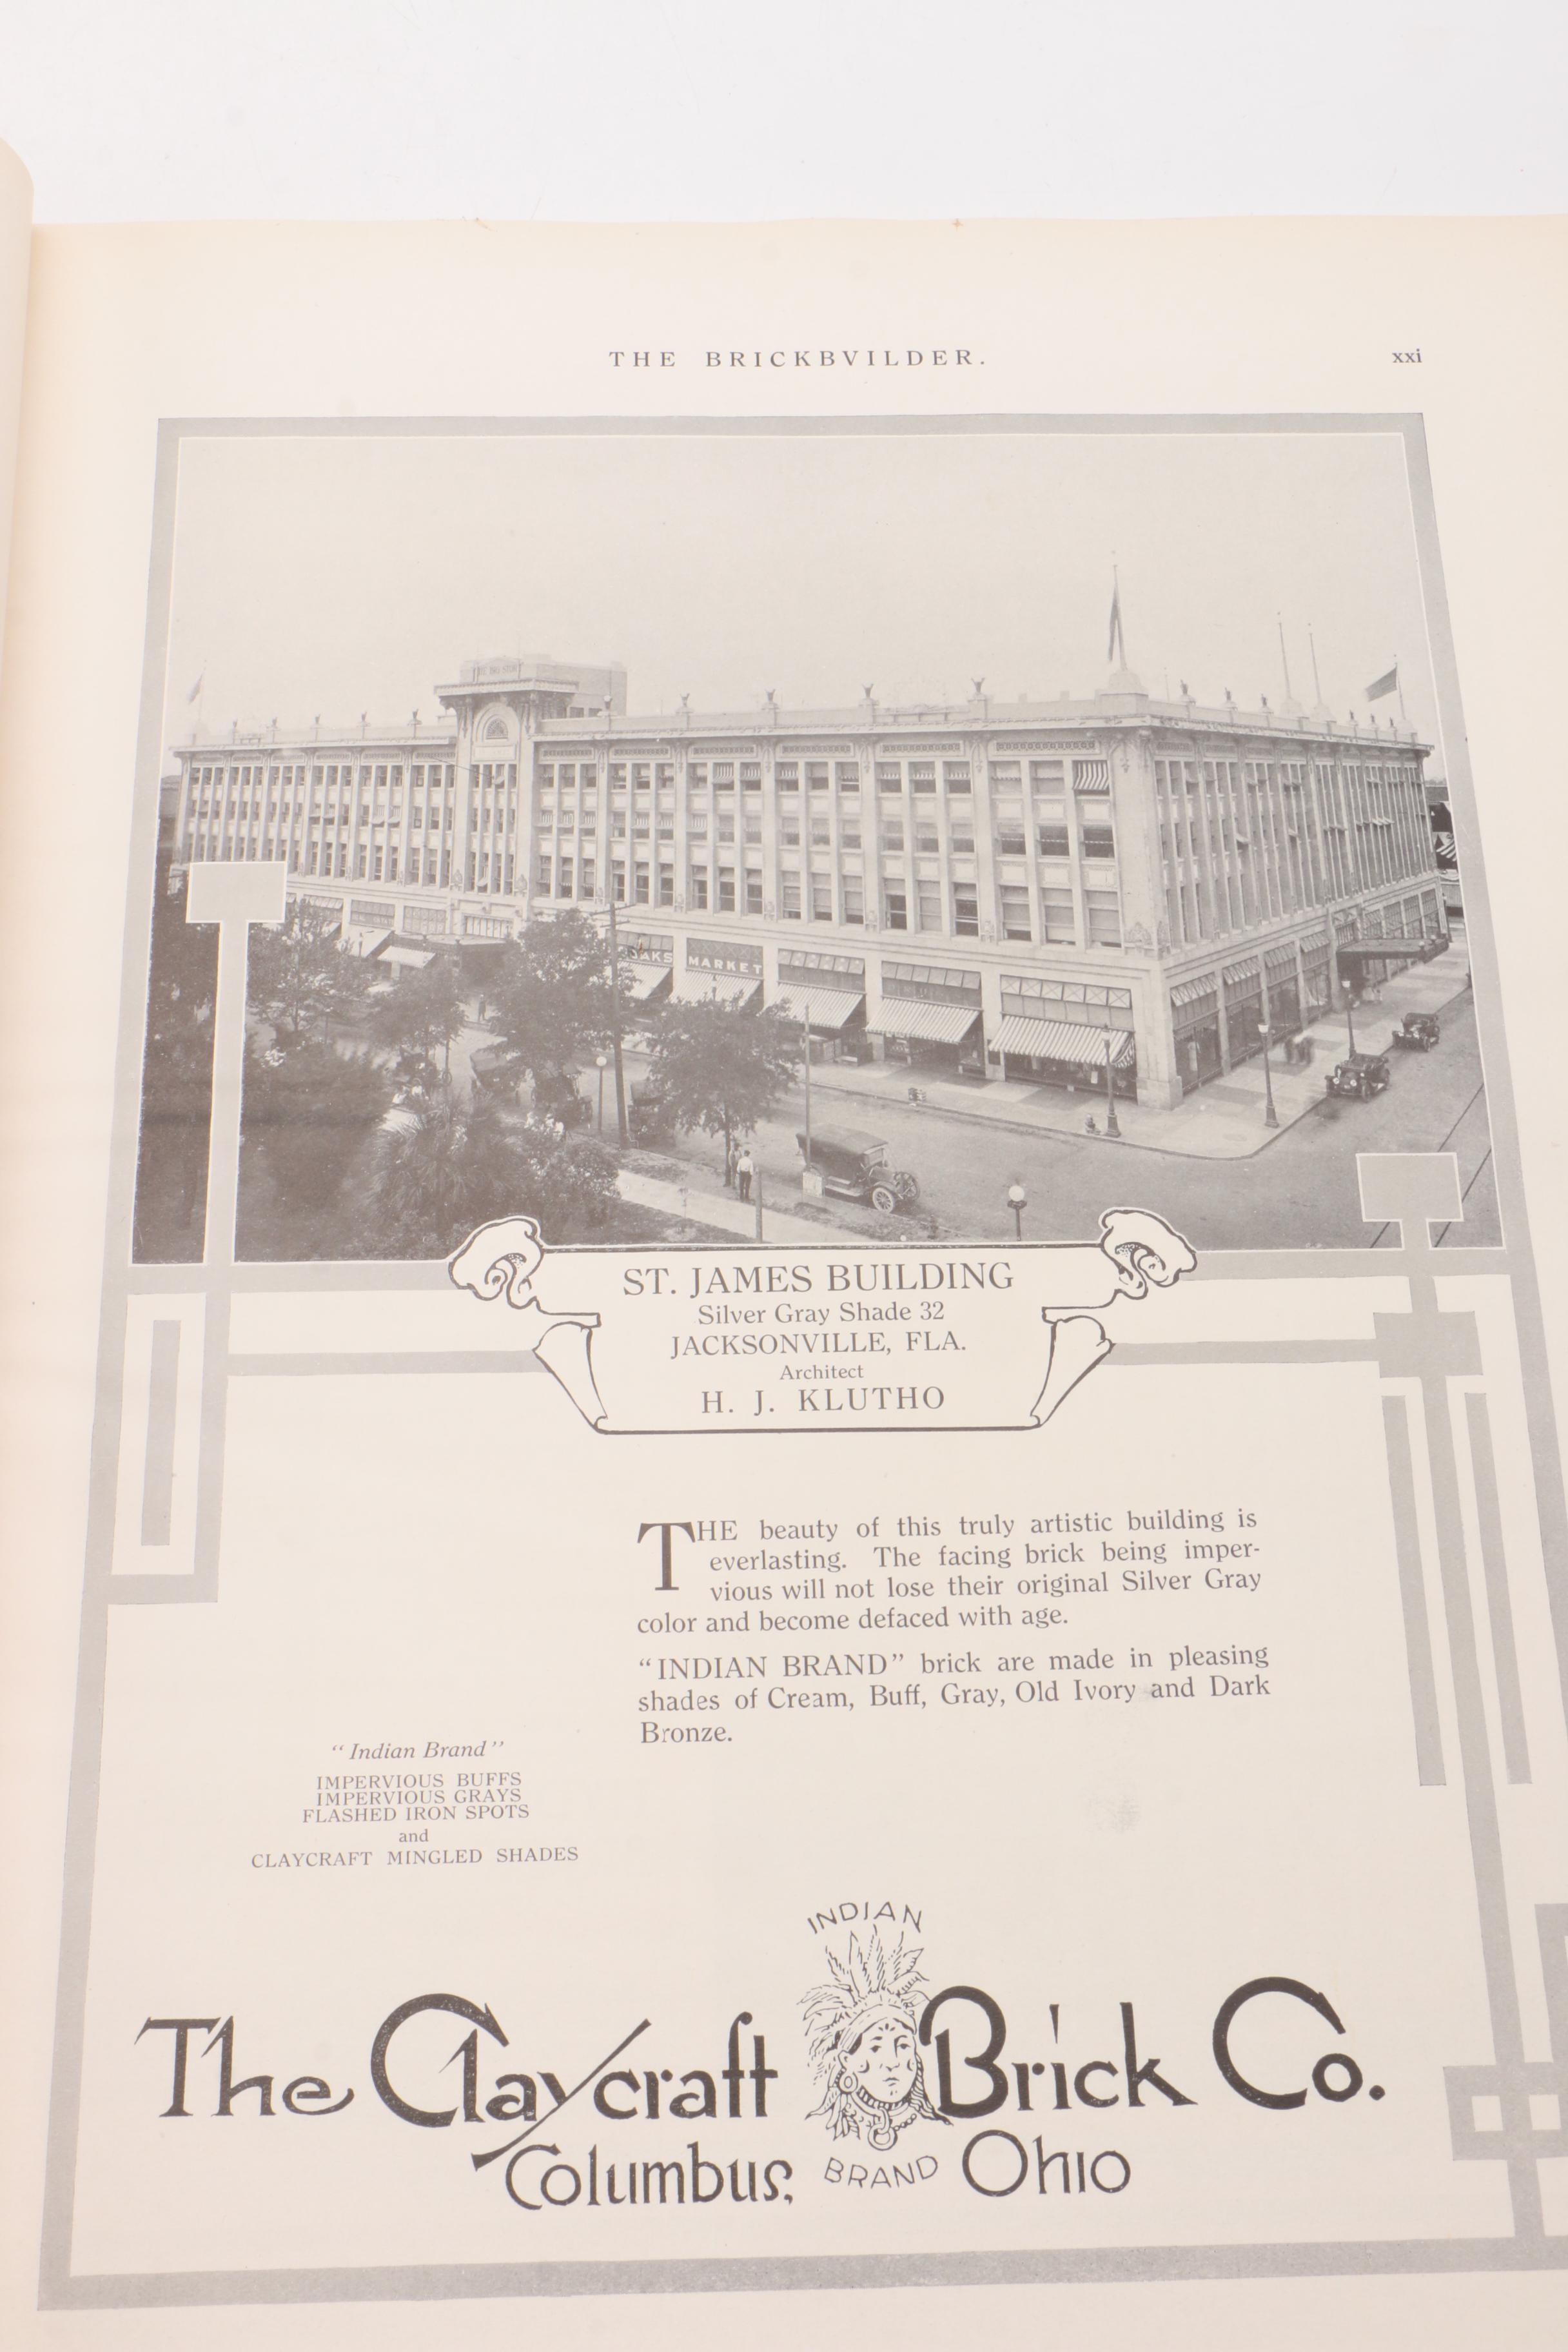 THE BRICKBVILDER.
xxi
MARKET
ST. JAMES BUILDING
Silver Gray Shade 32
JACKSONVILLE, FLA.
Architect
H. J. KLUTHO
THE beauty of this truly artistic building is
everlasting. The facing brick being imper-
vious will not lose their original Silver Gray
color and become defaced with age.
"INDIAN BRAND" brick are made in pleasing
shades of Cream, Buff, Gray, Old Ivory and Dark
Bronze.
"Indian Brand"
IMPERVIOUS BUFFS
IMPERVIOUS GRAYS
FLASHED IRON SPOTS
and
CLAYCRAFT MINGLED SHADES
INDIAN
The Claycraft Brick Co.
BRAND
Columbus, Ohio